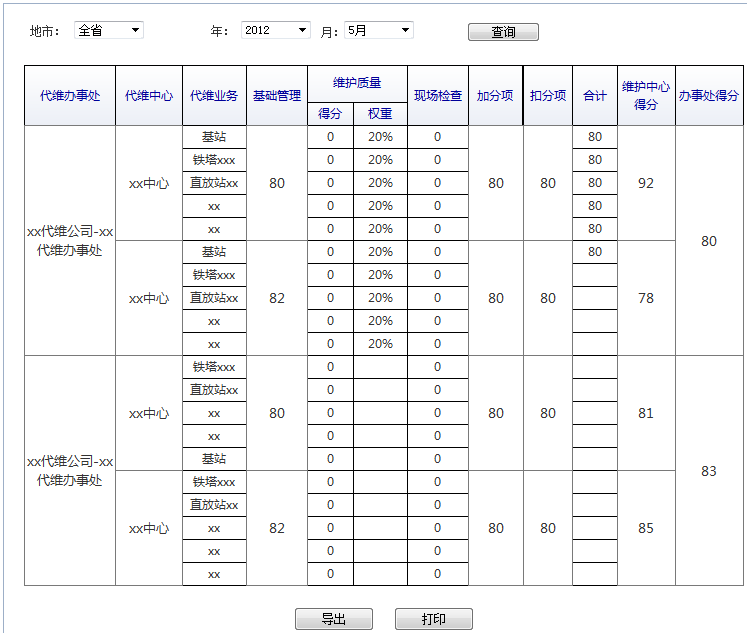 地市： 全省 年： 2012 月： 5月 查询
代维办事处 代维中心 代维业务 基础管理 维护质量 现场检查 加分项 扣分项 合计 维护中心得分 办事处得分
得分 权重
基站 0 20% 0 80
铁塔xxx 0 20% 0 80
xx中心 直放站xx 80 0 20% 0 80 80 80 92
xx 0 20% 0 80
xx 0 20% 0 80
xx代维公司-xx
代维办事处 80
基站 0 20% 0 80
铁塔xxx 0 20% 0
xx中心 直放站xx 82 0 20% 0 80 80 78
xx 0 20% 0
xx 0 20% 0
铁塔xxx 0 0
直放站xx 0 0
xx中心 xx 80 0 0 80 80 81
xx 0 0
基站 0 0
xx代维公司-xx
代维办事处 83
铁塔xxx 0 0
直放站xx 0 0
xx中心 xx 82 0 0 80 80 85
xx 0 0
xx 0 0
导出 打印